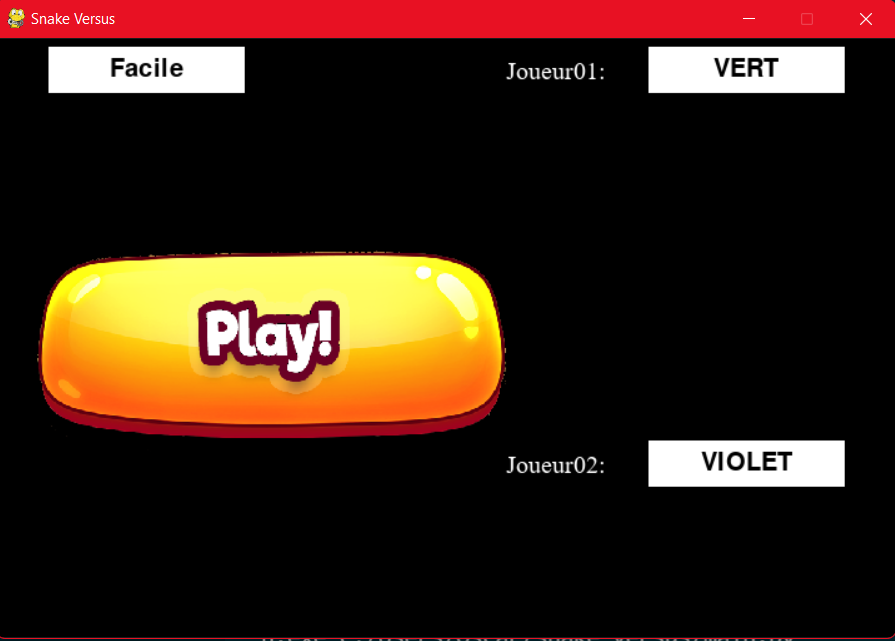 Snake Versus
Facile
Joueur01:
VERT
Play!
Joueur02:
VIOLET